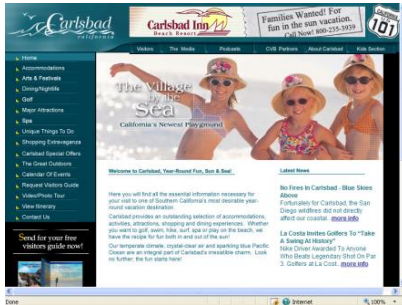 Carlsbad
california
Carlsbad Inn
Beach Resort
Families Wanted! For
fun in the sun vacation.
Call Now! 800-235-3939
CALIFORNIA
101
Visitors The Media Podcasts CVB Partners About Carlsbad Kids Section
Home
Accommodations
Arts & Festivals
Dining/Nightlife
Golf
Major Attractions
Spa
Unique Things To Do
Shopping Extravaganza
Carlsbad Special Offers
The Great Outdoors
Calendar Of Events
Request Visitors Guide
Video/Photo Tour
View Itinerary
Contact Us
Send for your free
visitors guide now!
The Village
by the
Sea
California's Newest Playground
Welcome to Carlsbad, Year-Round Fun, Sun & Sea!
Here you will find all the essential information necessary for
your visit to one of Southern California's most desirable year-
round vacation destination.
Carlsbad provides an outstanding selection of accommodations,
activities, attractions, shopping and dining experiences. Whether
you want to golf, hike, bike, surf, spa or play on the beach, we
have the recipe for fun both in and out of the sun!
Our temperate climate, crystal-clear air and sparkling blue Pacific
Ocean are an integral part of Carlsbad's irresistible charm. Look
no further; the fun starts here!
Latest News
No Fires In Carlsbad - Blue Skies
Above
Fortunately for Carlsbad, the San
Diego wildfires did not directly
affect our coastal. more info
La Costa Invites Golfers To "Take
A Swing At History"
Nike Driver Awarded To Anyone
Who Beats Legendary Shot On Par
3. Golfers at La Cost. more info
Done
Internet
100%